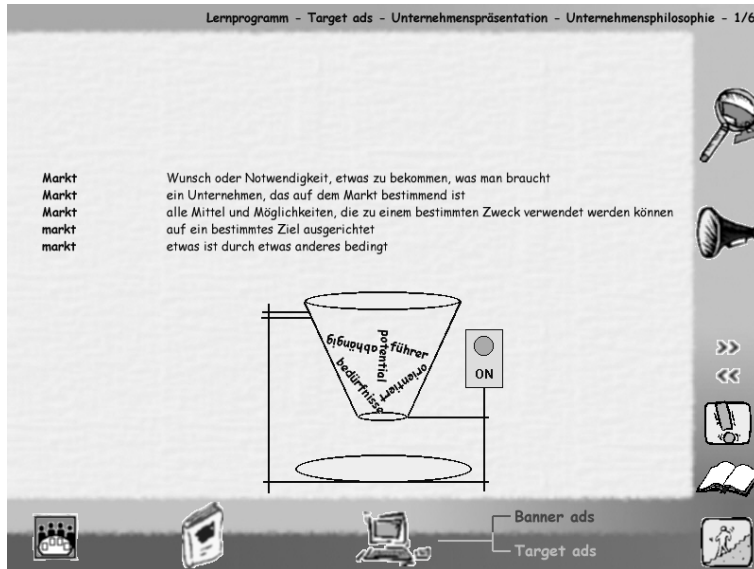 Lernprogramm - Target ads - Unternehmenspräsentation - Unternehmensphilosophie - 1/6
Markt Wunsch oder Notwendigkeit, etwas zu bekommen, was man braucht
Markt ein Unternehmen, das auf dem Markt bestimmend ist
Markt alle Mittel und Möglichkeiten, die zu einem bestimmten Zweck verwendet werden können
markt auf ein bestimmtes Ziel ausgerichtet
markt etwas ist durch etwas anderes bedingt
abhängig
potential
führer
bedürfnisse
orientiert
ON
Banner ads
Target ads